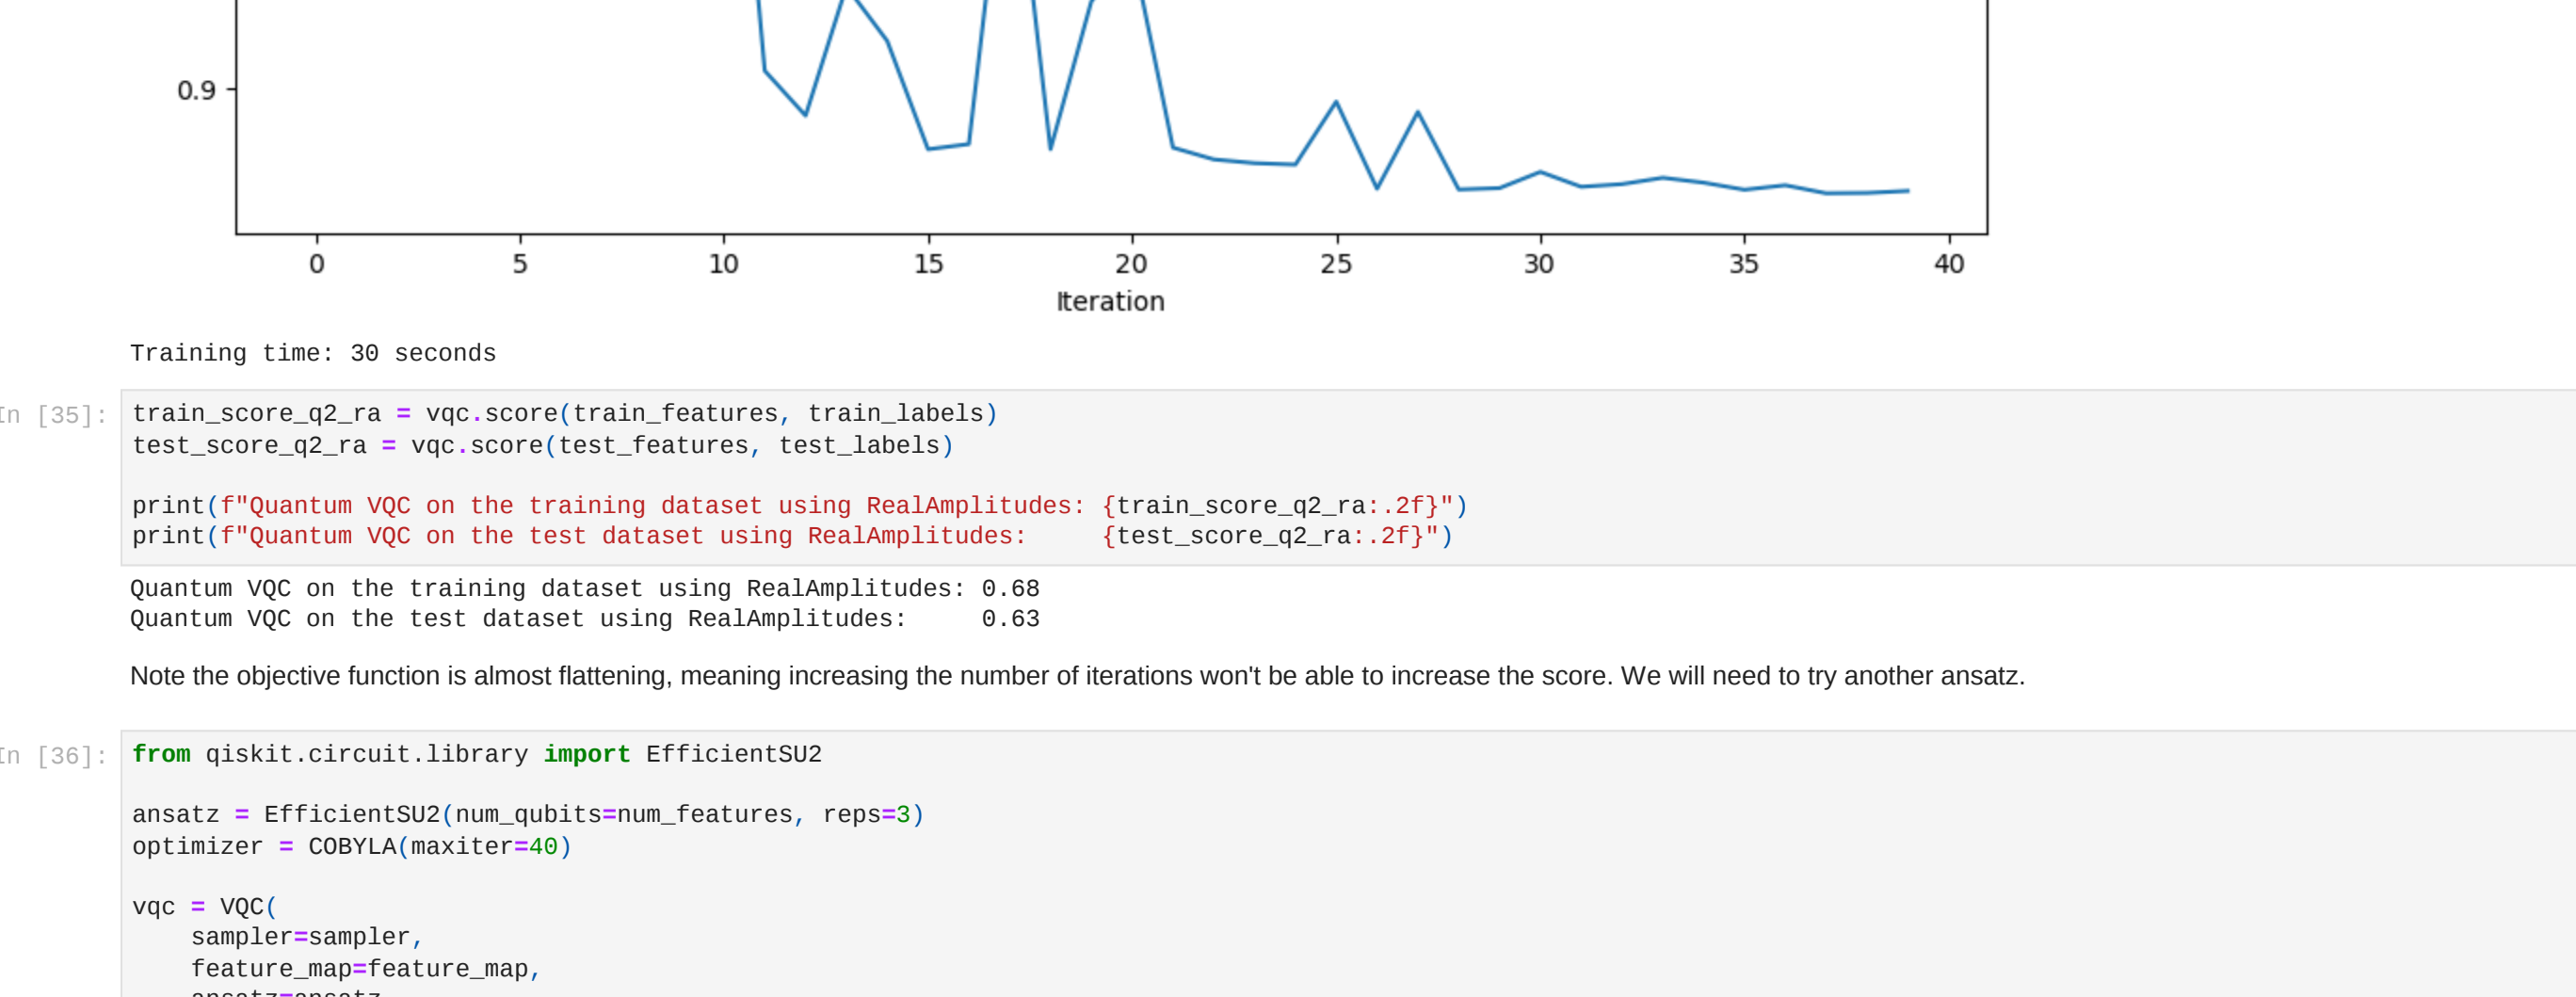 0.9
0 5 10 15 20 25 30 35 40
Iteration
Training time: 30 seconds
In [35]:
train_score_q2_ra = vqc.score(train_features, train_labels)
test_score_q2_ra = vqc.score(test_features, test_labels)
print(f"Quantum VQC on the training dataset using RealAmplitudes: {train_score_q2_ra:.2f}")
print(f"Quantum VQC on the test dataset using RealAmplitudes:     {test_score_q2_ra:.2f}")
Quantum VQC on the training dataset using RealAmplitudes: 0.68
Quantum VQC on the test dataset using RealAmplitudes:     0.63
Note the objective function is almost flattening, meaning increasing the number of iterations won't be able to increase the score. We will need to try another ansatz.
In [36]:
from qiskit.circuit.library import EfficientSU2
ansatz = EfficientSU2(num_qubits=num_features, reps=3)
optimizer = COBYLA(maxiter=40)
vqc = VQC(
    sampler=sampler,
    feature_map=feature_map,
    ansatz=ansatz